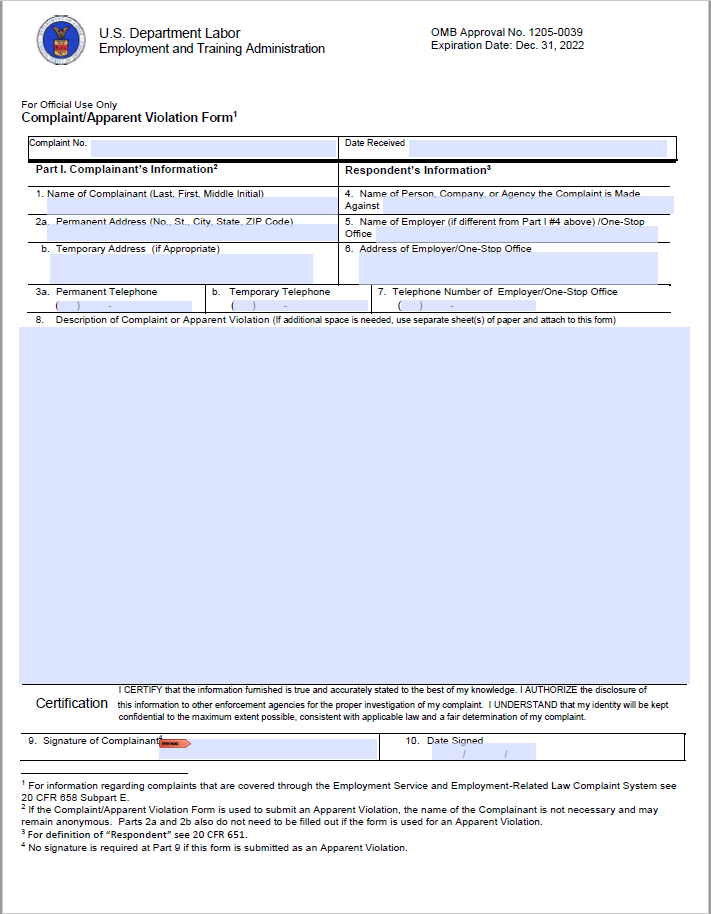 U.S. Department Labor
Employment and Training Administration
OMB Approval No. 1205-0039
Expiration Date: Dec. 31, 2022
For Official Use Only
Complaint/Apparent Violation Form1
Complaint No.
Date Received
Part I. Complainant's Information2
Respondent's Information3
1. Name of Complainant (Last, First, Middle Initial)
4. Name of Person, Company, or Agency the Complaint is Made
Against
2a. Permanent Address (No., St., City, State, ZIP Code)
5. Name of Employer (if different from Part I #4 above) /One-Stop
Office
b. Temporary Address (if Appropriate)
6. Address of Employer/One-Stop Office
3a. Permanent Telephone
( ) -
b. Temporary Telephone
( ) -
7. Telephone Number of Employer/One-Stop Office
( ) -
8. Description of Complaint or Apparent Violation (If additional space is needed, use separate sheet(s) of paper and attach to this form)
Certification
I CERTIFY that the information furnished is true and accurately stated to the best of my knowledge. I AUTHORIZE the disclosure of
this information to other enforcement agencies for the proper investigation of my complaint. I UNDERSTAND that my identity will be kept
confidential to the maximum extent possible, consistent with applicable law and a fair determination of my complaint.
9. Signature of Complainant4
10. Date Signed
/ /
1 For information regarding complaints that are covered through the Employment Service and Employment-Related Law Complaint System see
20 CFR 658 Subpart E.
2 If the Complaint/Apparent Violation Form is used to submit an Apparent Violation, the name of the Complainant is not necessary and may
remain anonymous. Parts 2a and 2b also do not need to be filled out if the form is used for an Apparent Violation.
3 For definition of "Respondent" see 20 CFR 651.
4 No signature is required at Part 9 if this form is submitted as an Apparent Violation.